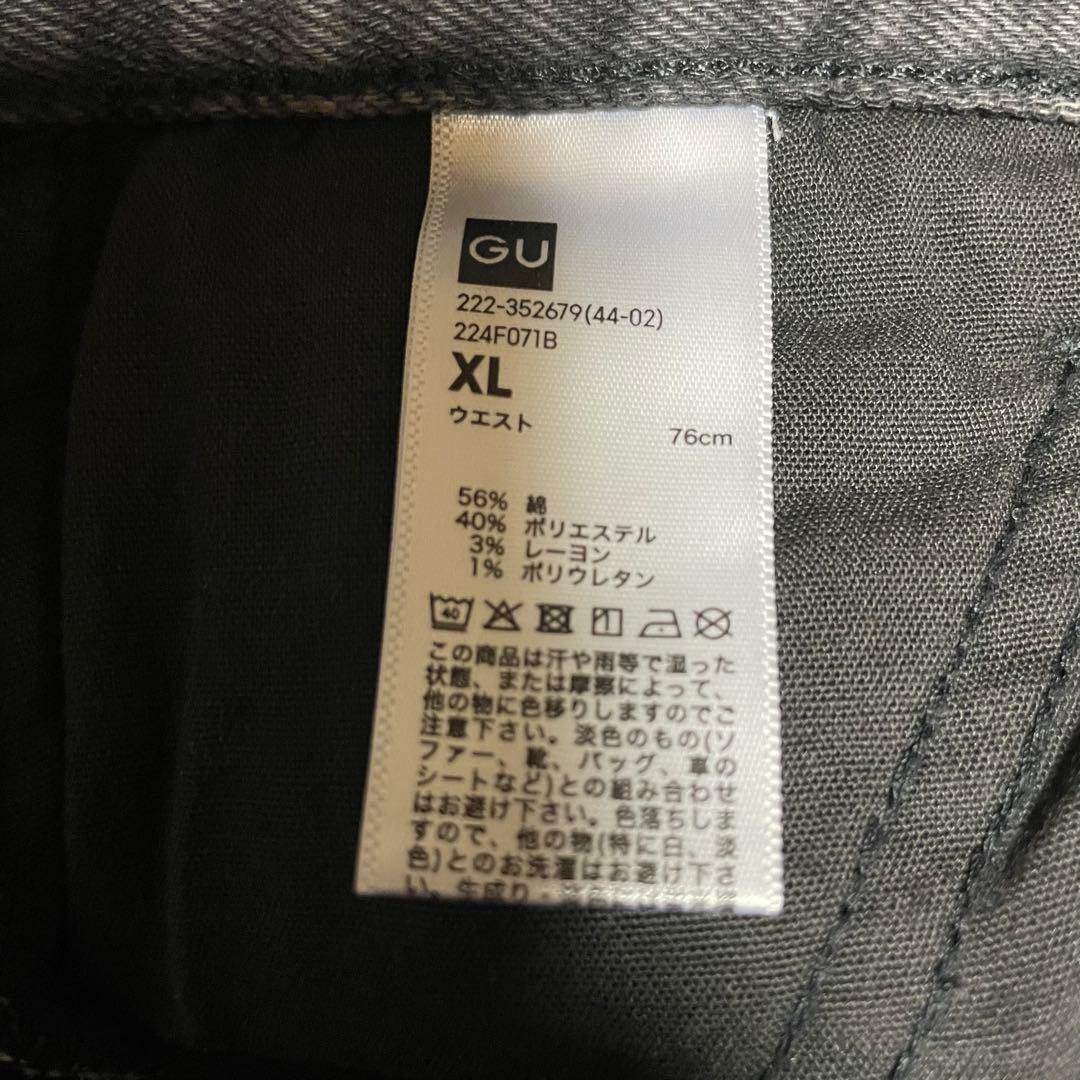 GU
222-352679(44-02)
224F071B
XL
ウエスト 76cm
56% 綿
40% ポリエステル
3% レーヨン
1% ポリウレタン
40
この商品は汗や雨等で湿った
状態、または摩擦によって、
他の物に色移りしますのでご
注意下さい。淡色のもの(ソ
ファー、靴、バッグ、車の
シートなど)との組み合わせ
はお避け下さい。色落ちしま
すので、他の物(特に白、淡
色)とのお洗濯はお避け下さ
い。生成り